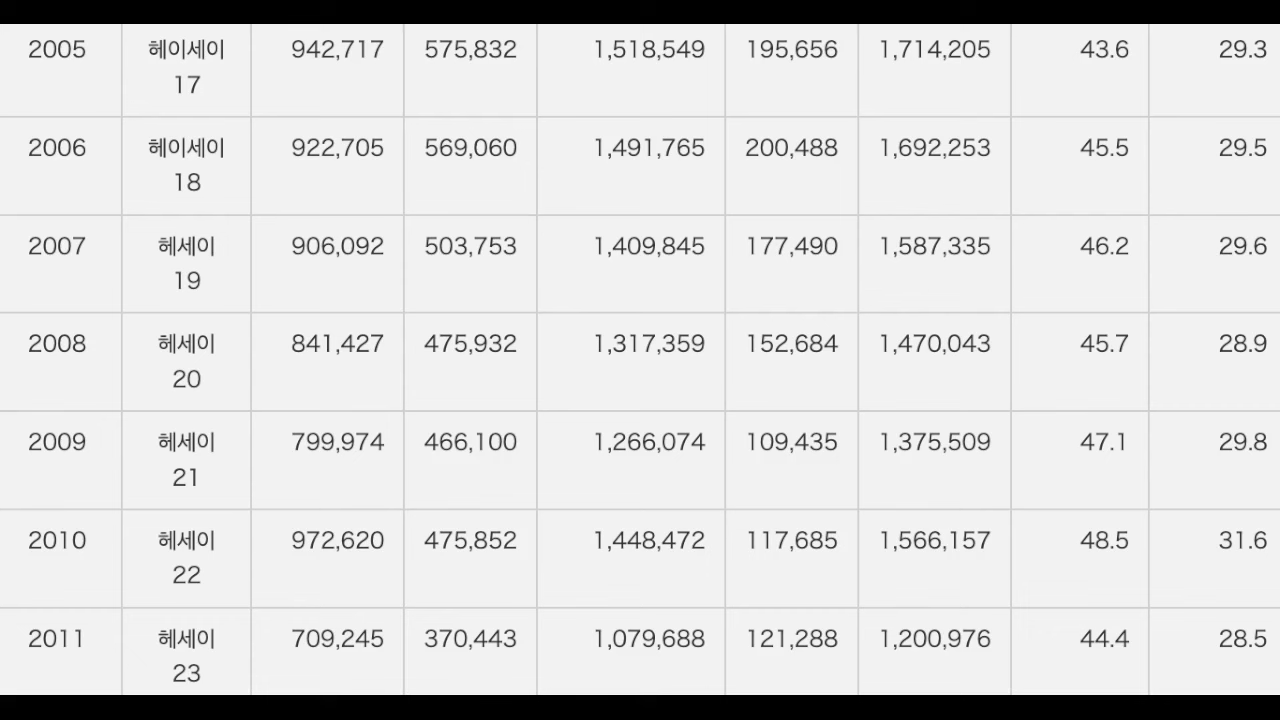 2005 헤이세이 942,717 575,832 1,518,549 195,656 1,714,205 43.6 29.3
17
2006 헤이세이 922,705 569,060 1,491,765 200,488 1,692,253 45.5 29.5
18
2007 헤세이 906,092 503,753 1,409,845 177,490 1,587,335 46.2 29.6
19
2008 헤세이 841,427 475,932 1,317,359 152,684 1,470,043 45.7 28.9
20
2009 헤세이 799,974 466,100 1,266,074 109,435 1,375,509 47.1 29.8
21
2010 헤세이 972,620 475,852 1,448,472 117,685 1,566,157 48.5 31.6
22
2011 헤세이 709,245 370,443 1,079,688 121,288 1,200,976 44.4 28.5
23